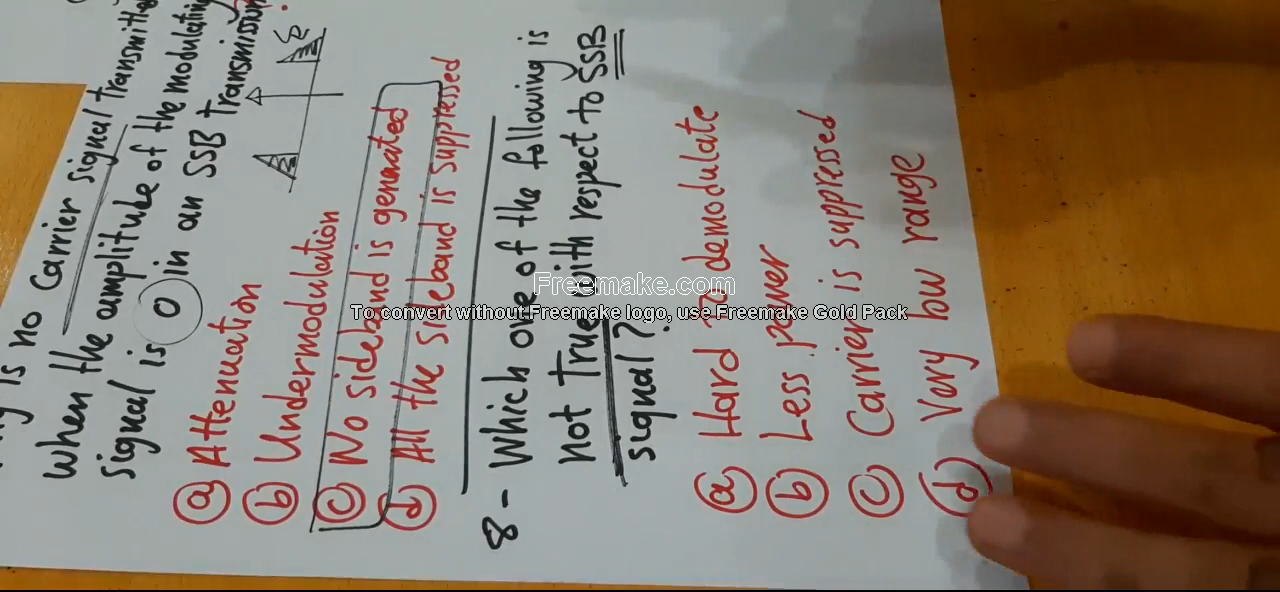 is no carrier signal transmitted
When the amplitube of the modulating
signal is 0 in an SSB transmission
a Attenuation
b Undermodulation
c No sideband is generated
d All the sideband is suppressed
8- Which one of the following is
not true with respect to SSB
signal?
a Hard to demodulate
b Less power
c Carrier is suppressed
d Very low range
Freemake.com
To convert without Freemake logo, use Freemake Gold Pack